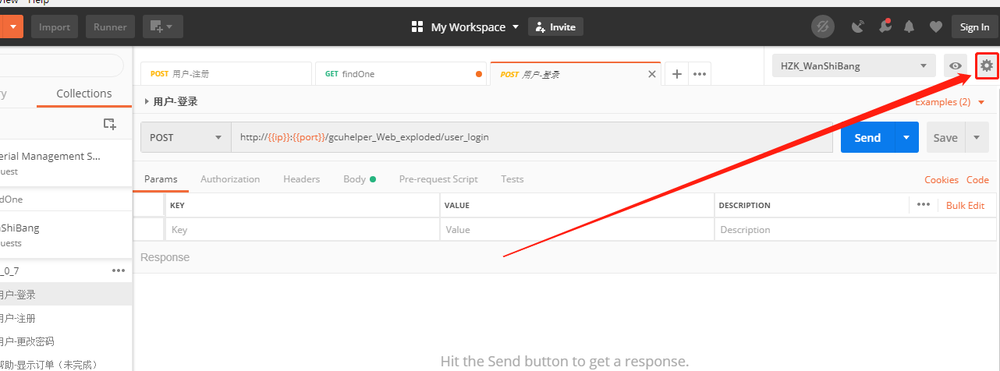 View Help
Import Runner My Workspace Invite Sign In
POST 用户-注册 GET findOne POST 用户-登录 HZK_WanShiBang
Collections
用户-登录 Examples (2)
POST http://{{ip}}:{{port}}/gcuhelper_Web_exploded/user_login Send Save
Params Authorization Headers Body Pre-request Script Tests Cookies Code
KEY VALUE DESCRIPTION Bulk Edit
Key Value Description
Response
erial Management S...
uest
dOne
nShiBang
uests
_0_7
用户-登录
用户-注册
用户-更改密码
帮助-显示订单（未完成）
Hit the Send button to get a response.